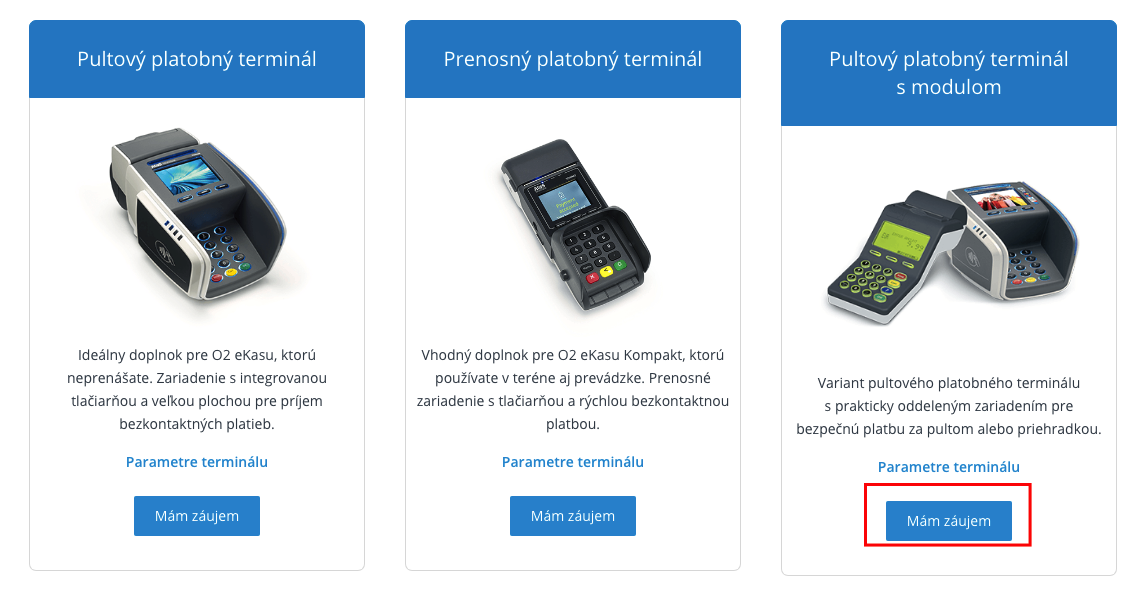 Pultový platobný terminál
Ideálny doplnok pre O2 eKasu, ktorú
neprenášate. Zariadenie s integrovanou
tlačiarňou a veľkou plochou pre príjem
bezkontaktných platieb.
Parametre terminálu
Mám záujem
Prenosný platobný terminál
Vhodný doplnok pre O2 eKasu Kompakt, ktorú
používate v teréne aj prevádzke. Prenosné
zariadenie s tlačiarňou a rýchlou bezkontaktnou
platbou.
Parametre terminálu
Mám záujem
Pultový platobný terminál
s modulom
Variant pultového platobného terminálu
s prakticky oddeleným zariadením pre
bezpečnú platbu za pultom alebo priehradkou.
Parametre terminálu
Mám záujem